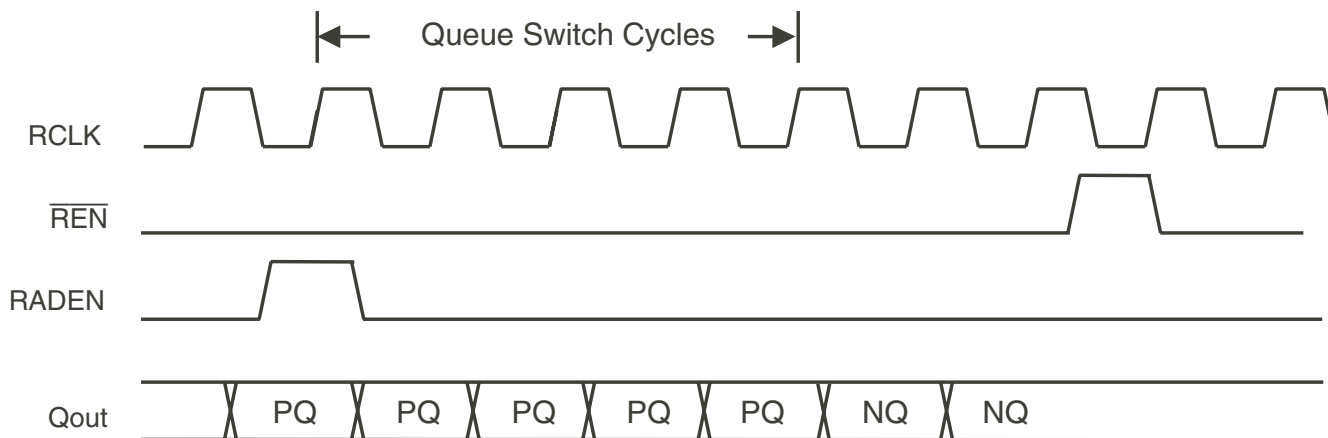 Queue Switch Cycles
RCLK
REN
RADEN
Qout PQ PQ PQ PQ PQ NQ NQ